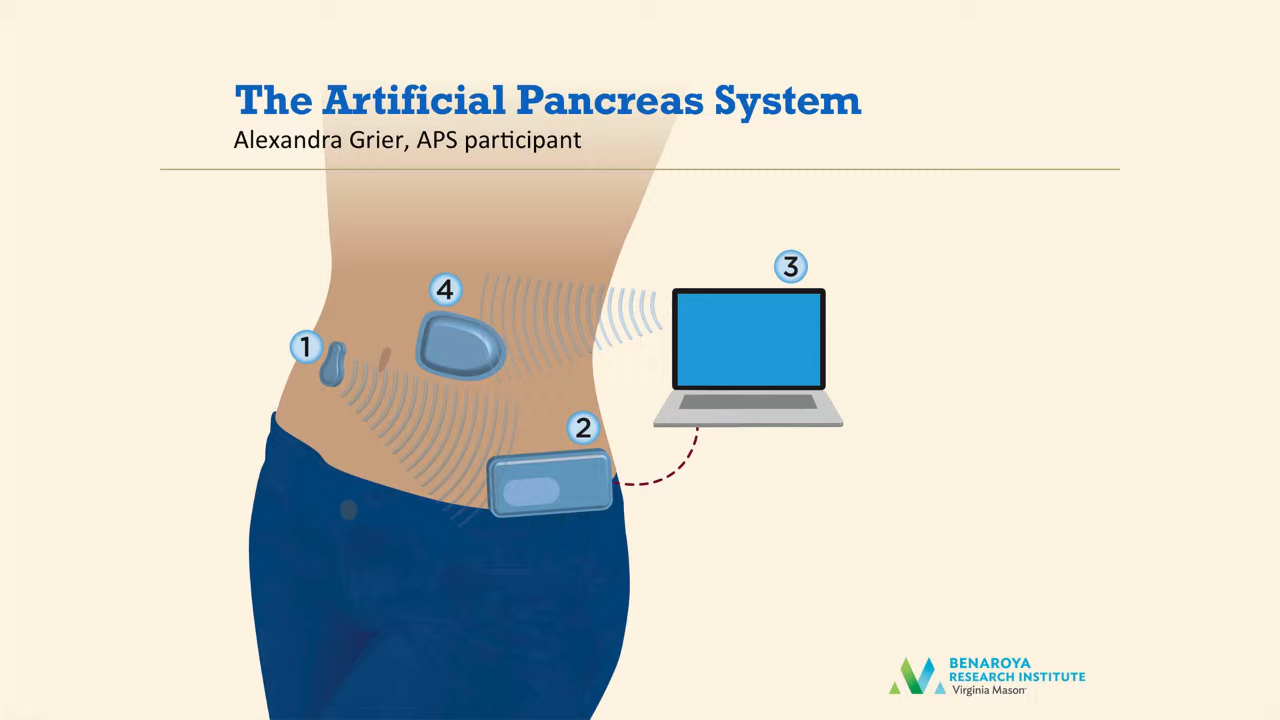 The Artificial Pancreas System
Alexandra Grier, APS participant
3
4
1
2
BENAROYA
RESEARCH INSTITUTE
Virginia Mason